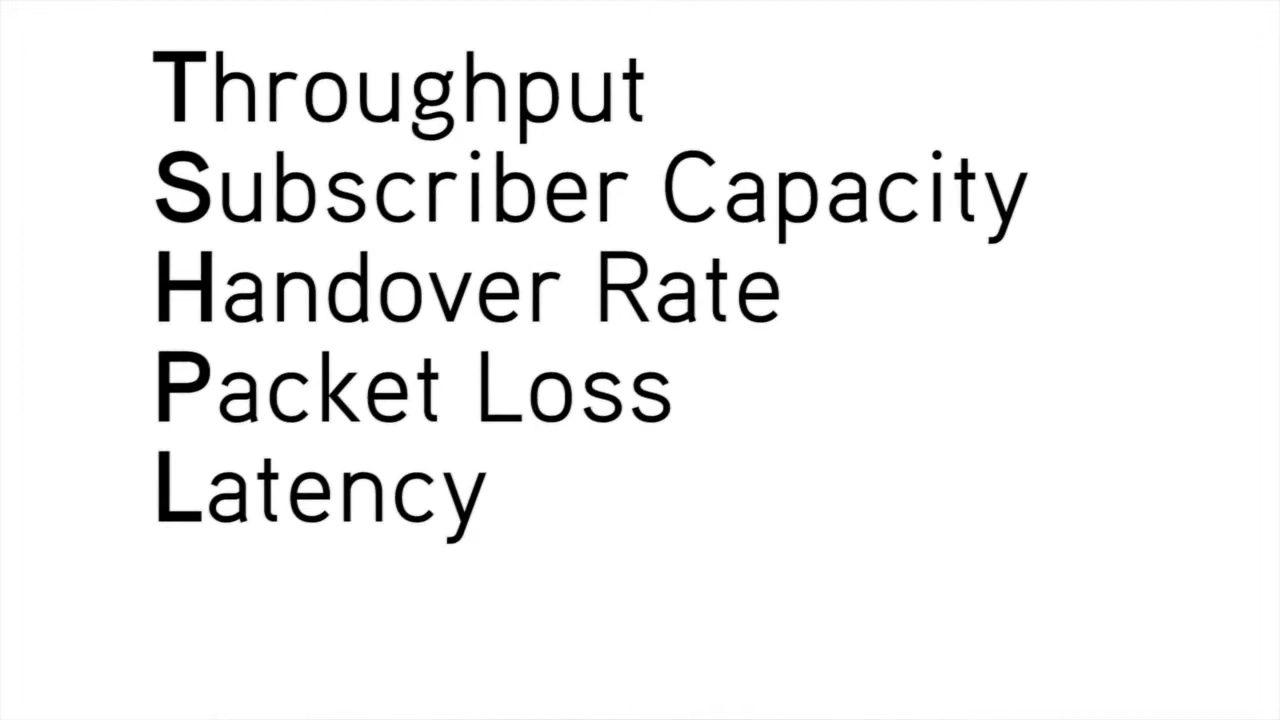 Throughput
Subscriber Capacity
Handover Rate
Packet Loss
Latency